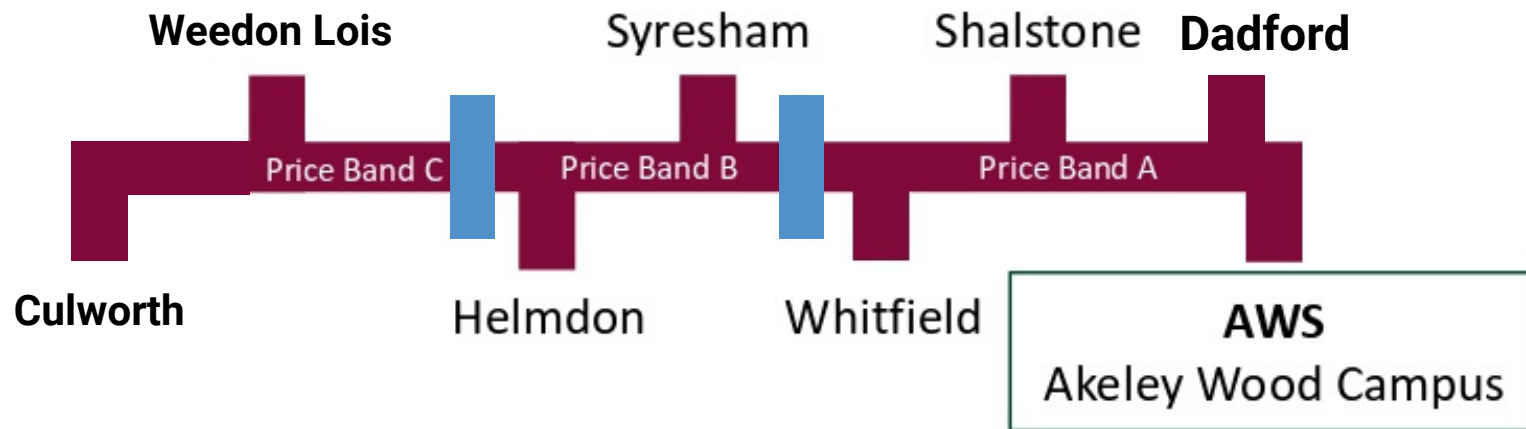 Weedon Lois
Syresham
Shalstone
Dadford
Price Band C
Price Band B
Price Band A
Culworth
Helmdon
Whitfield
AWS
Akeley Wood Campus